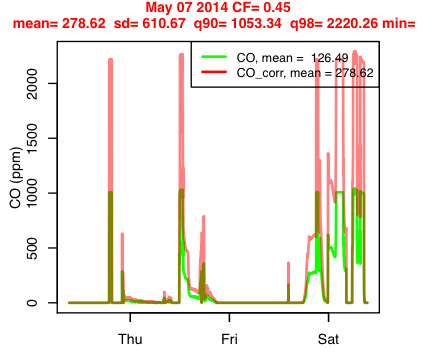 May 07 2014 CF= 0.45
mean= 278.62 sd= 610.67 q90= 1053.34 q98= 2220.26 min=
CO, mean = 126.49
CO_corr, mean = 278.62
CO (ppm)
2000
1500
1000
500
0
Thu Fri Sat